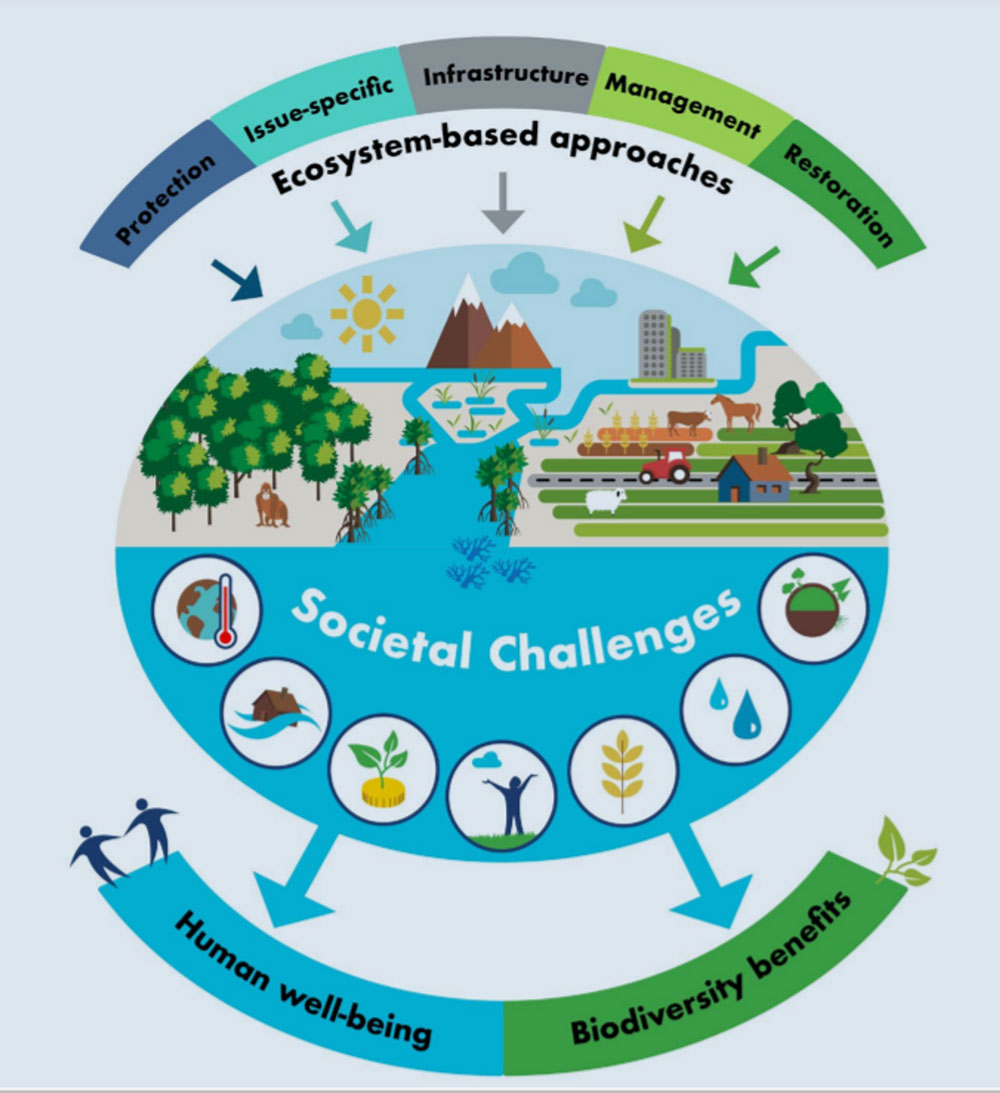 Protection
Issue-specific
Infrastructure
Management
Restoration
Ecosystem-based approaches
Societal Challenges
Human well-being
Biodiversity benefits